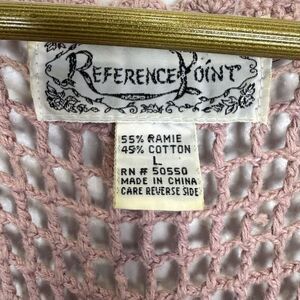 REFERENCE POINT
55% RAMIE
45% COTTON
L
RN # 50550
MADE IN CHINA
CARE REVERSE SIDE